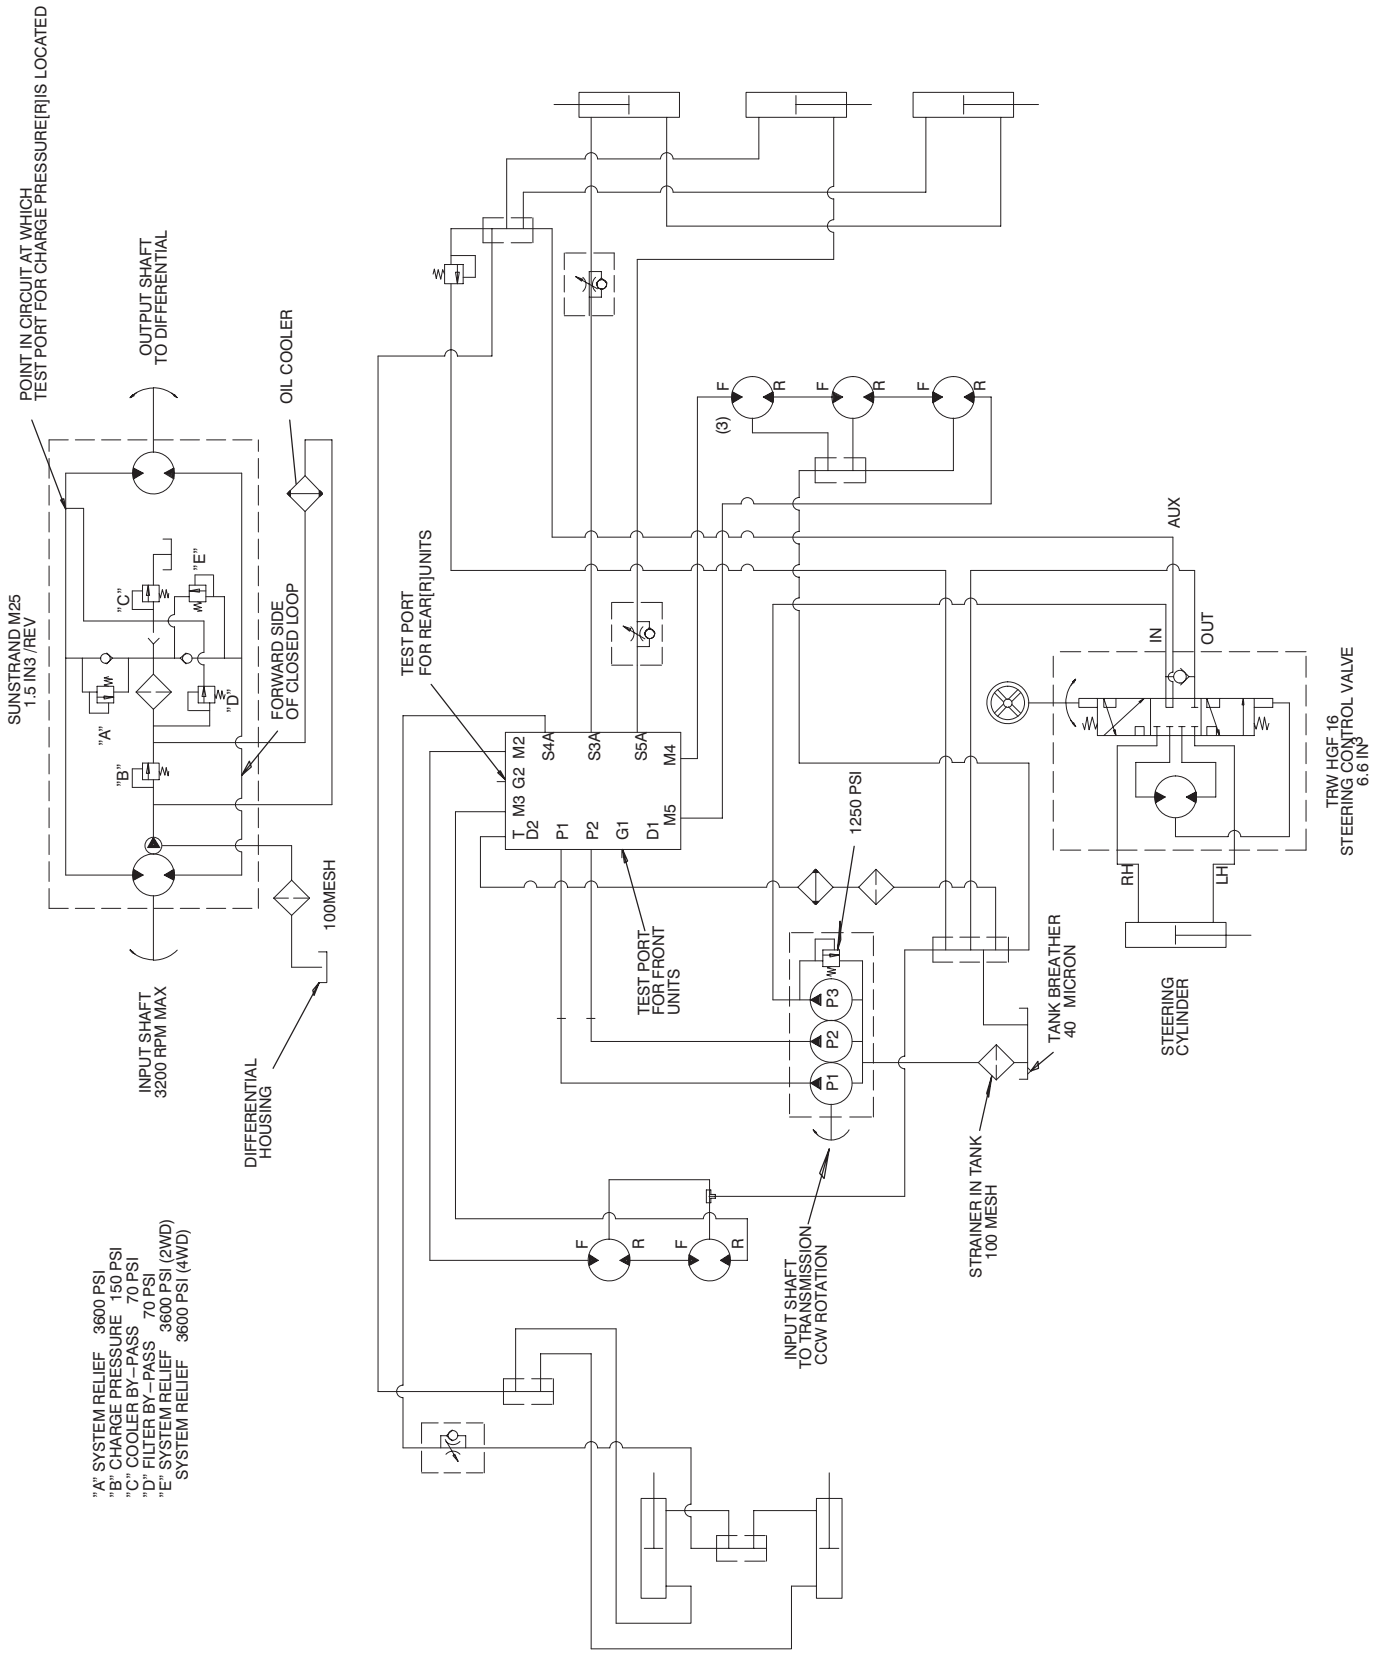 POINT IN CIRCUIT AT WHICH
TEST PORT FOR CHARGE PRESSURE[R]IS LOCATED
SUNSTRAND M25
1.5 IN3 /REV
OUTPUT SHAFT
TO DIFFERENTIAL
OIL COOLER
"A"
"B"
"C"
"D"
"E"
FORWARD SIDE
OF CLOSED LOOP
100MESH
INPUT SHAFT
3200 RPM MAX
DIFFERENTIAL
HOUSING
"A" SYSTEM RELIEF 3600 PSI
"B" CHARGE PRESSURE 150 PSI
"C" COOLER BY–PASS 70 PSI
"D" FILTER BY–PASS 70 PSI
"E" SYSTEM RELIEF 3600 PSI (2WD)
SYSTEM RELIEF 3600 PSI (4WD)
TEST PORT
FOR REAR[R]UNITS
T M3 G2 M2
D2
S4A
P1
P2
S3A
G1
D1
S5A
M5
M4
TEST PORT
FOR FRONT
UNITS
1250 PSI
P1
P2
P3
F
R
F
R
(3)
F
R
F
R
F
R
INPUT SHAFT
TO TRANSMISSION
CCW ROTATION
STRAINER IN TANK
100 MESH
TANK BREATHER
40 MICRON
STEERING
CYLINDER
RH
LH
IN
OUT
AUX
TRW HGF 16
STEERING CONTROL VALVE
6.6 IN3